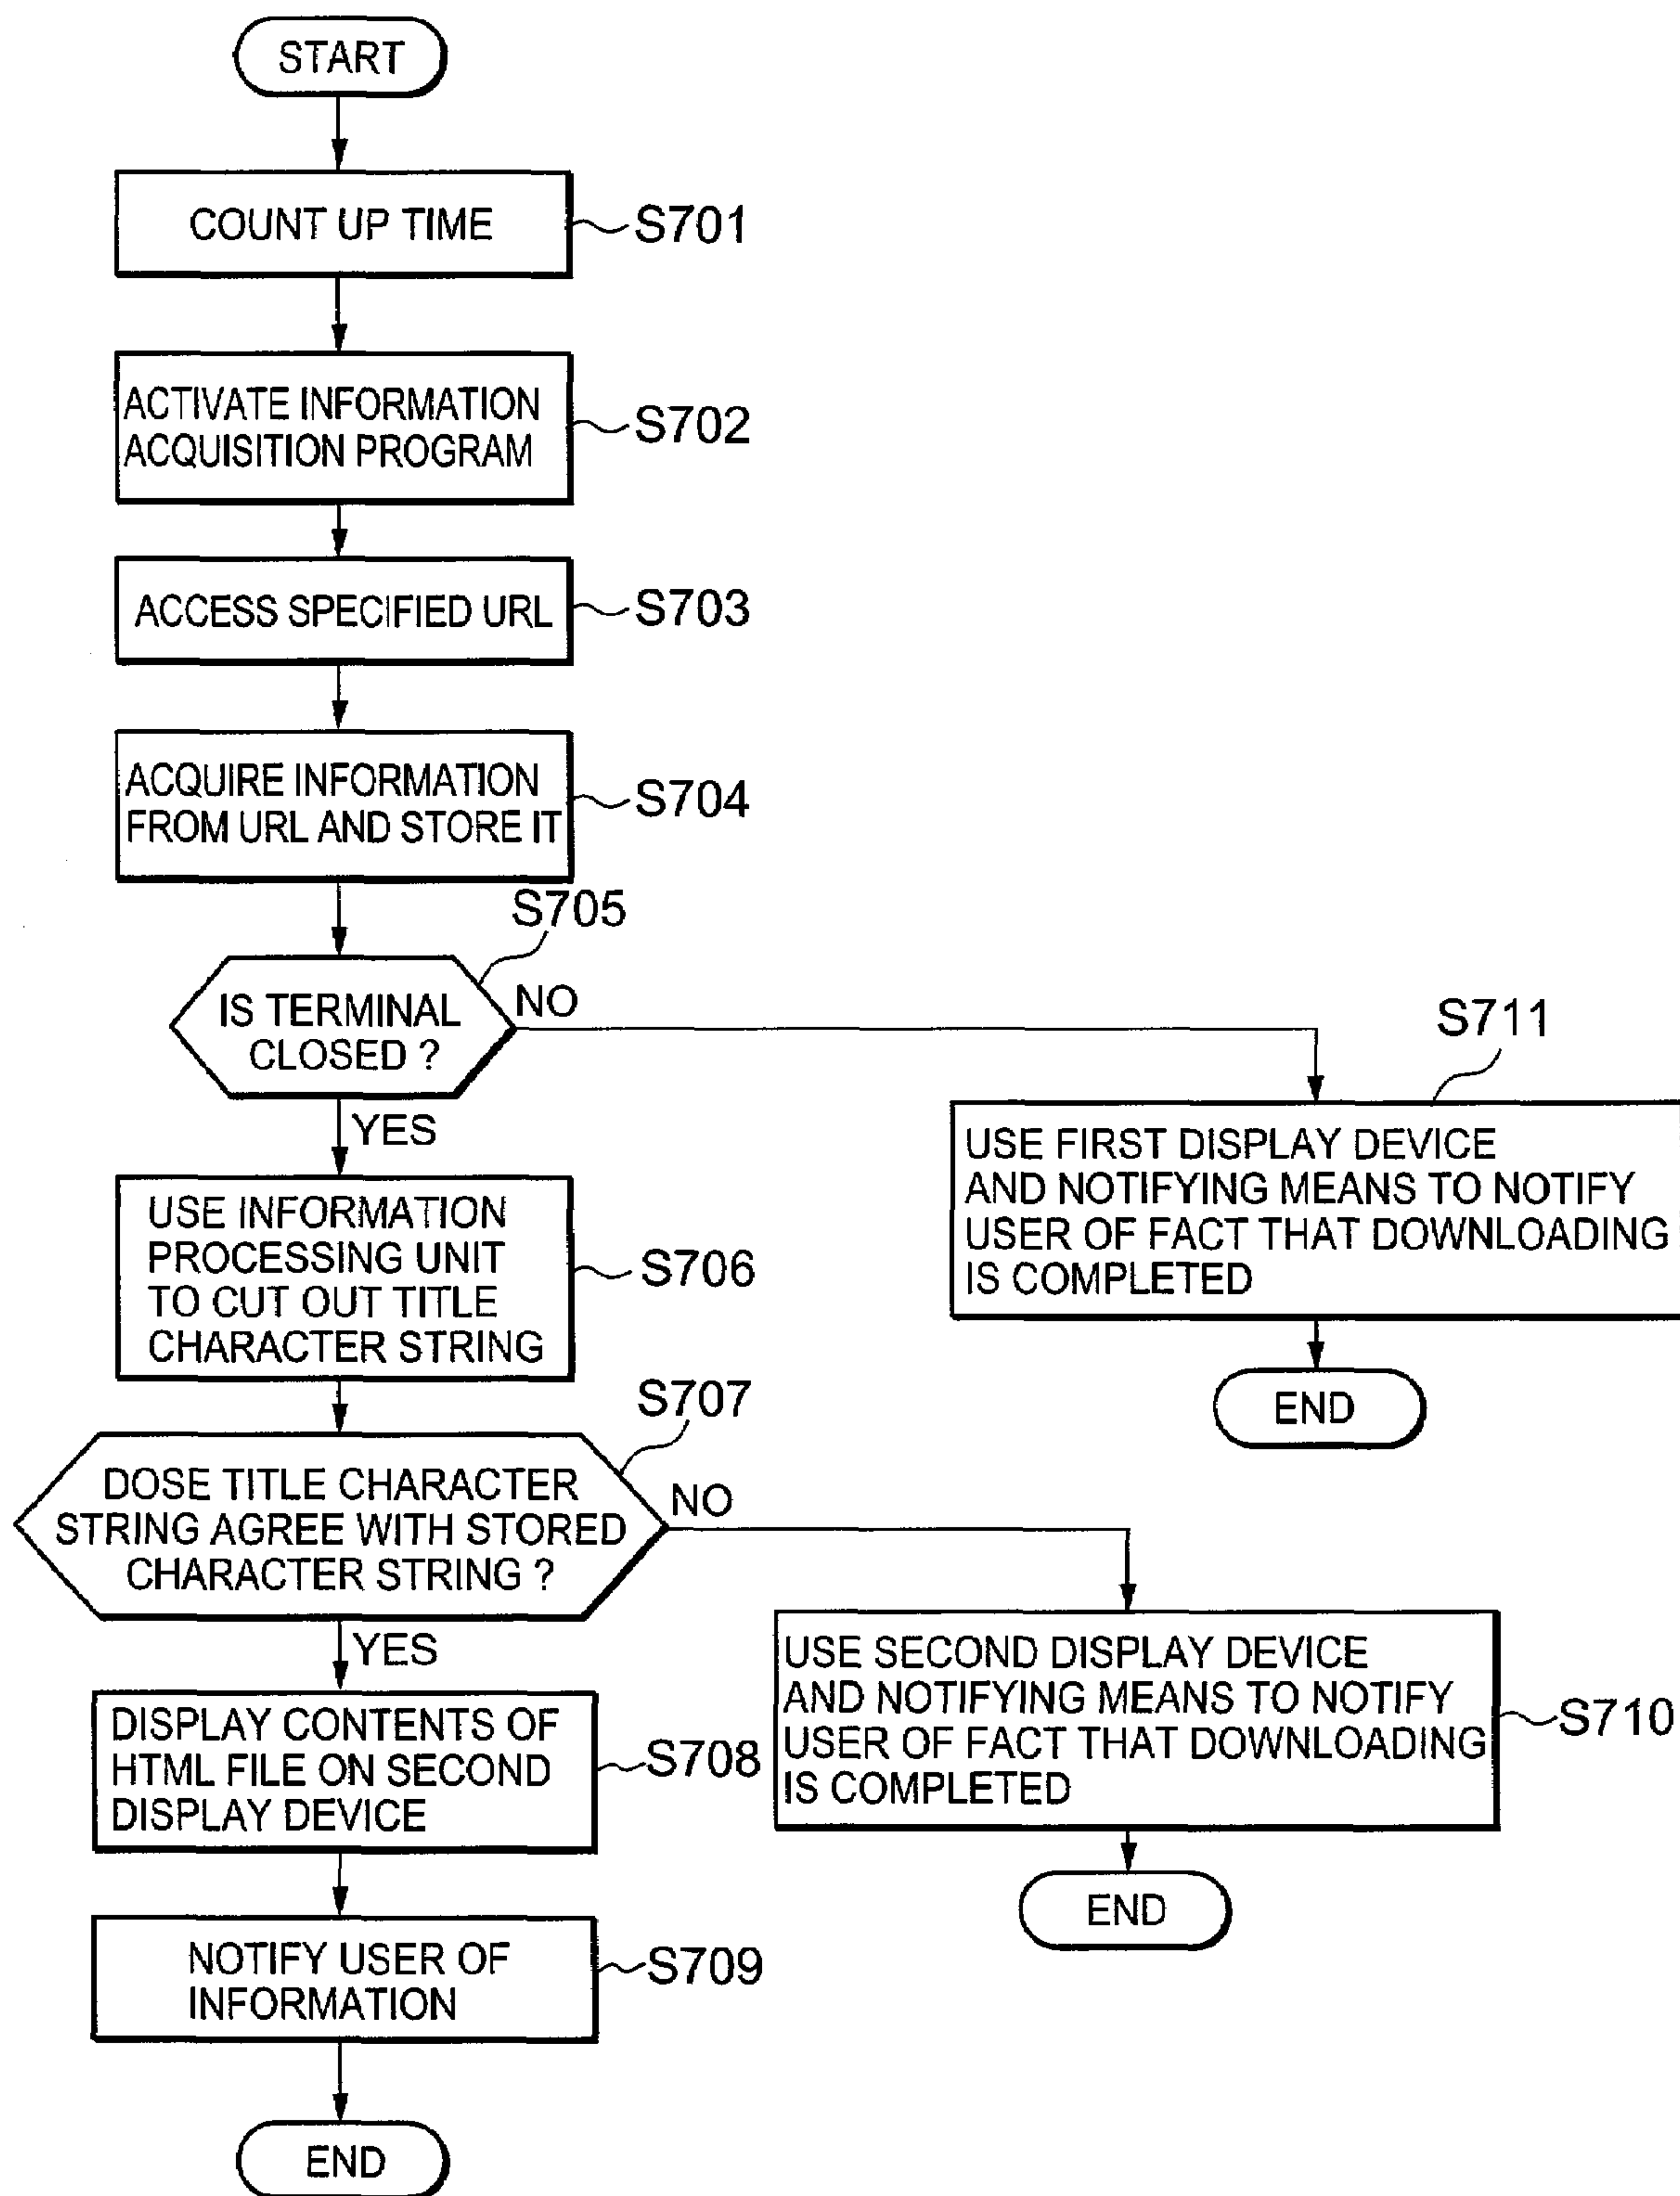 START
COUNT UP TIME
S701
ACTIVATE INFORMATION
ACQUISITION PROGRAM
S702
ACCESS SPECIFIED URL
S703
ACQUIRE INFORMATION
FROM URL AND STORE IT
S704
S705
IS TERMINAL
CLOSED ?
NO
YES
S711
USE FIRST DISPLAY DEVICE
AND NOTIFYING MEANS TO NOTIFY
USER OF FACT THAT DOWNLOADING
IS COMPLETED
END
USE INFORMATION
PROCESSING UNIT
TO CUT OUT TITLE
CHARACTER STRING
S706
S707
DOSE TITLE CHARACTER
STRING AGREE WITH STORED
CHARACTER STRING ?
NO
YES
USE SECOND DISPLAY DEVICE
AND NOTIFYING MEANS TO NOTIFY
USER OF FACT THAT DOWNLOADING
IS COMPLETED
S710
END
DISPLAY CONTENTS OF
HTML FILE ON SECOND
DISPLAY DEVICE
S708
NOTIFY USER OF
INFORMATION
S709
END